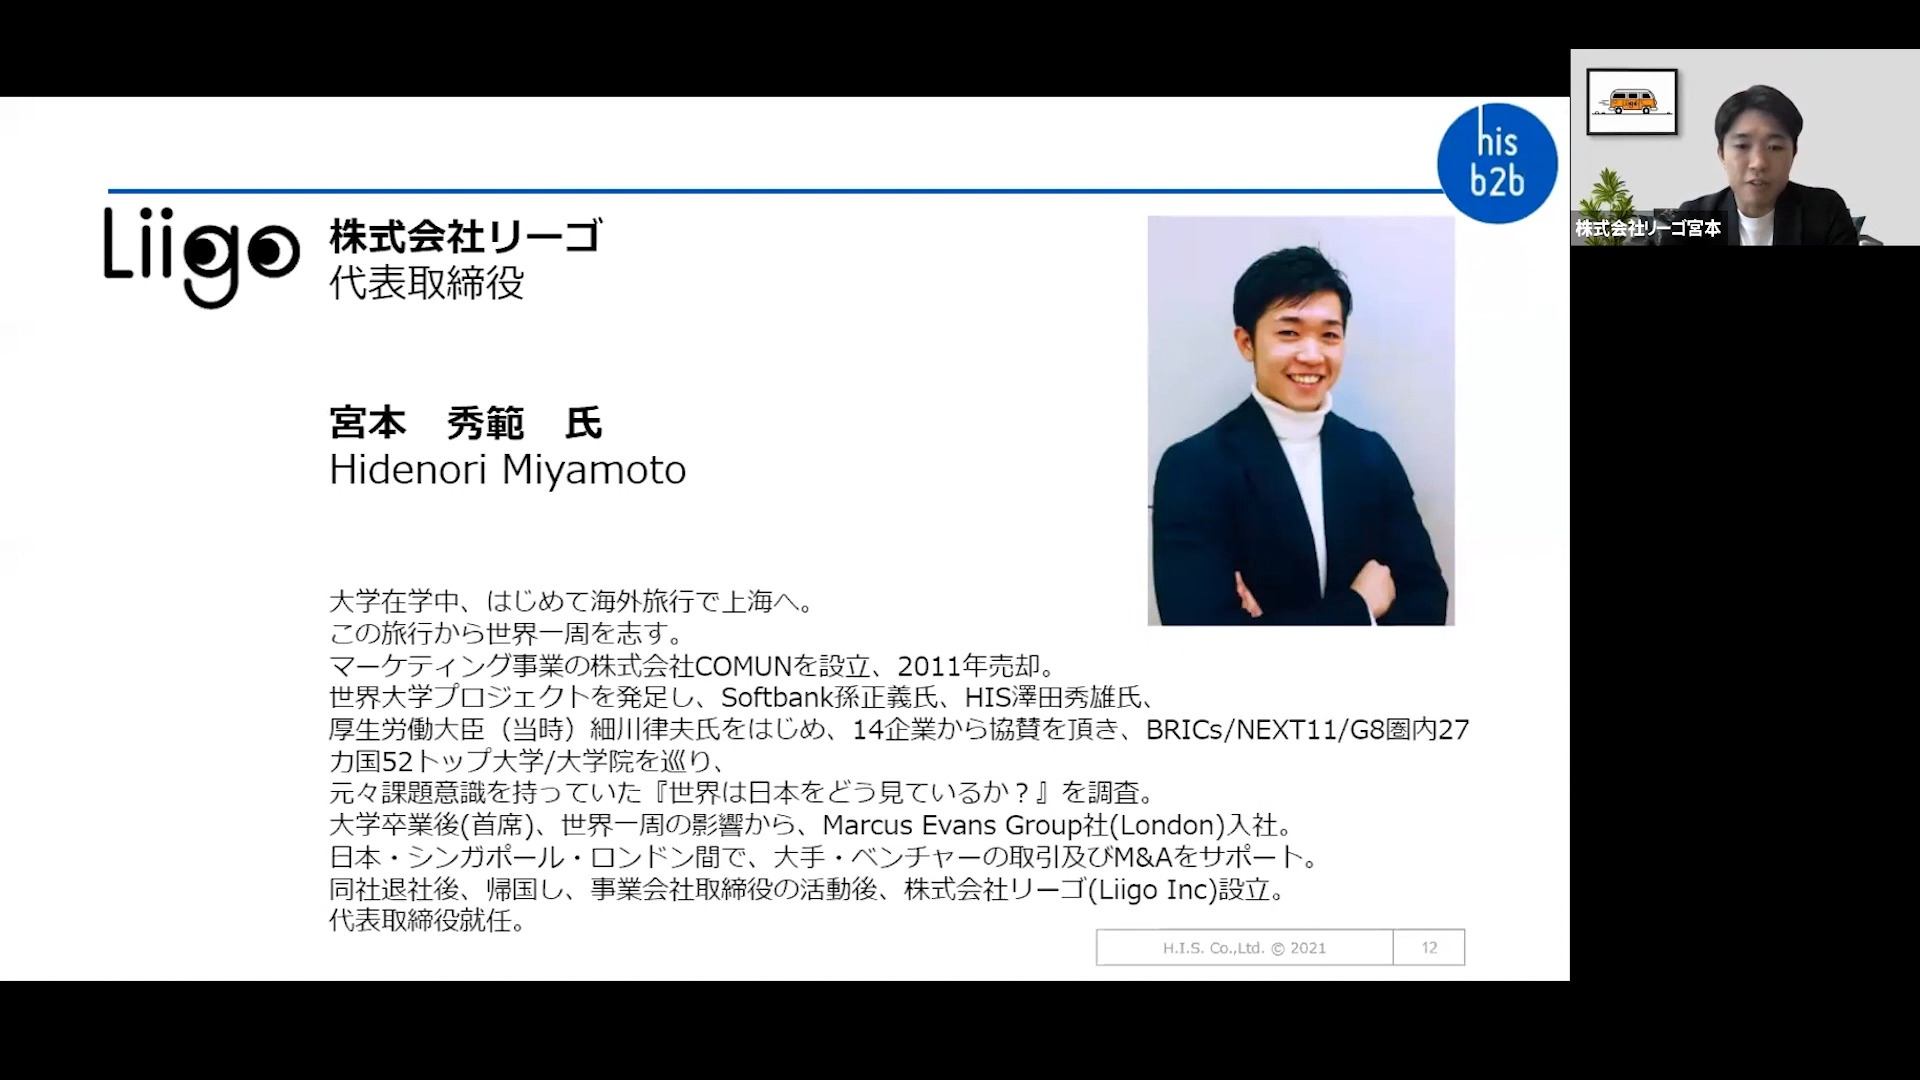 his
b2b
Liigo
株式会社リーゴ
代表取締役
宮本　秀範　氏
Hidenori Miyamoto
大学在学中、はじめて海外旅行で上海へ。
この旅行から世界一周を志す。
マーケティング事業の株式会社COMUNを設立、2011年売却。
世界大学プロジェクトを発足し、Softbank孫正義氏、HIS澤田秀雄氏、
厚生労働大臣（当時）細川律夫氏をはじめ、14企業から協賛を頂き、BRICs/NEXT11/G8圏内27
カ国52トップ大学/大学院を巡り、
元々課題意識を持っていた『世界は日本をどう見ているか？』を調査。
大学卒業後(首席)、世界一周の影響から、Marcus Evans Group社(London)入社。
日本・シンガポール・ロンドン間で、大手・ベンチャーの取引及びM&Aをサポート。
同社退社後、帰国し、事業会社取締役の活動後、株式会社リーゴ(Liigo Inc)設立。
代表取締役就任。
H.I.S. Co.,Ltd. © 2021
12
株式会社リーゴ宮本